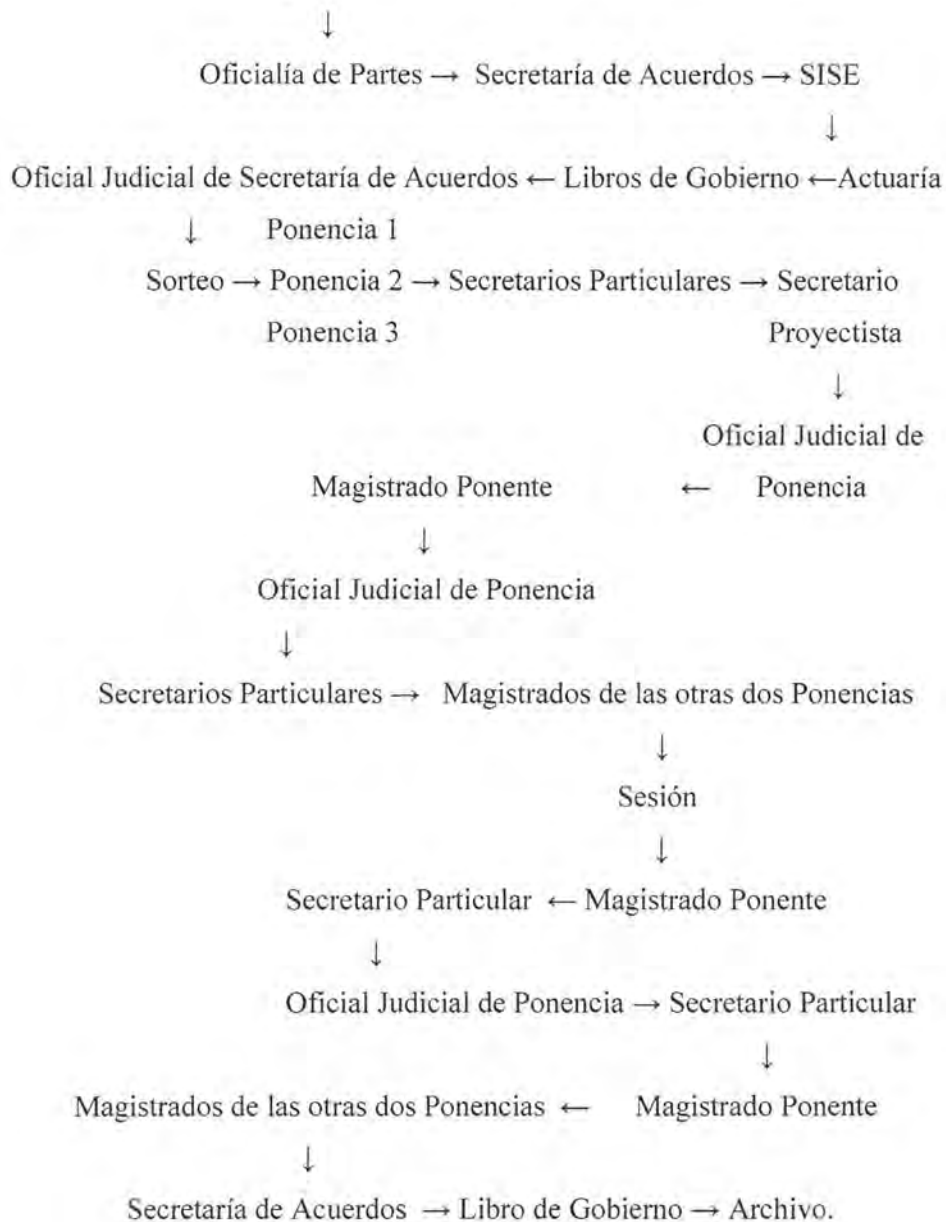 ↓
Oficialía de Partes → Secretaría de Acuerdos → SISE
↓
Oficial Judicial de Secretaría de Acuerdos ← Libros de Gobierno ←Actuaría
↓ Ponencia 1
Sorteo → Ponencia 2 → Secretarios Particulares → Secretario
Ponencia 3 Proyectista
↓
Oficial Judicial de
Magistrado Ponente ← Ponencia
↓
Oficial Judicial de Ponencia
↓
Secretarios Particulares → Magistrados de las otras dos Ponencias
↓
Sesión
↓
Secretario Particular ← Magistrado Ponente
↓
Oficial Judicial de Ponencia → Secretario Particular
↓
Magistrados de las otras dos Ponencias ← Magistrado Ponente
↓
Secretaría de Acuerdos → Libro de Gobierno → Archivo.